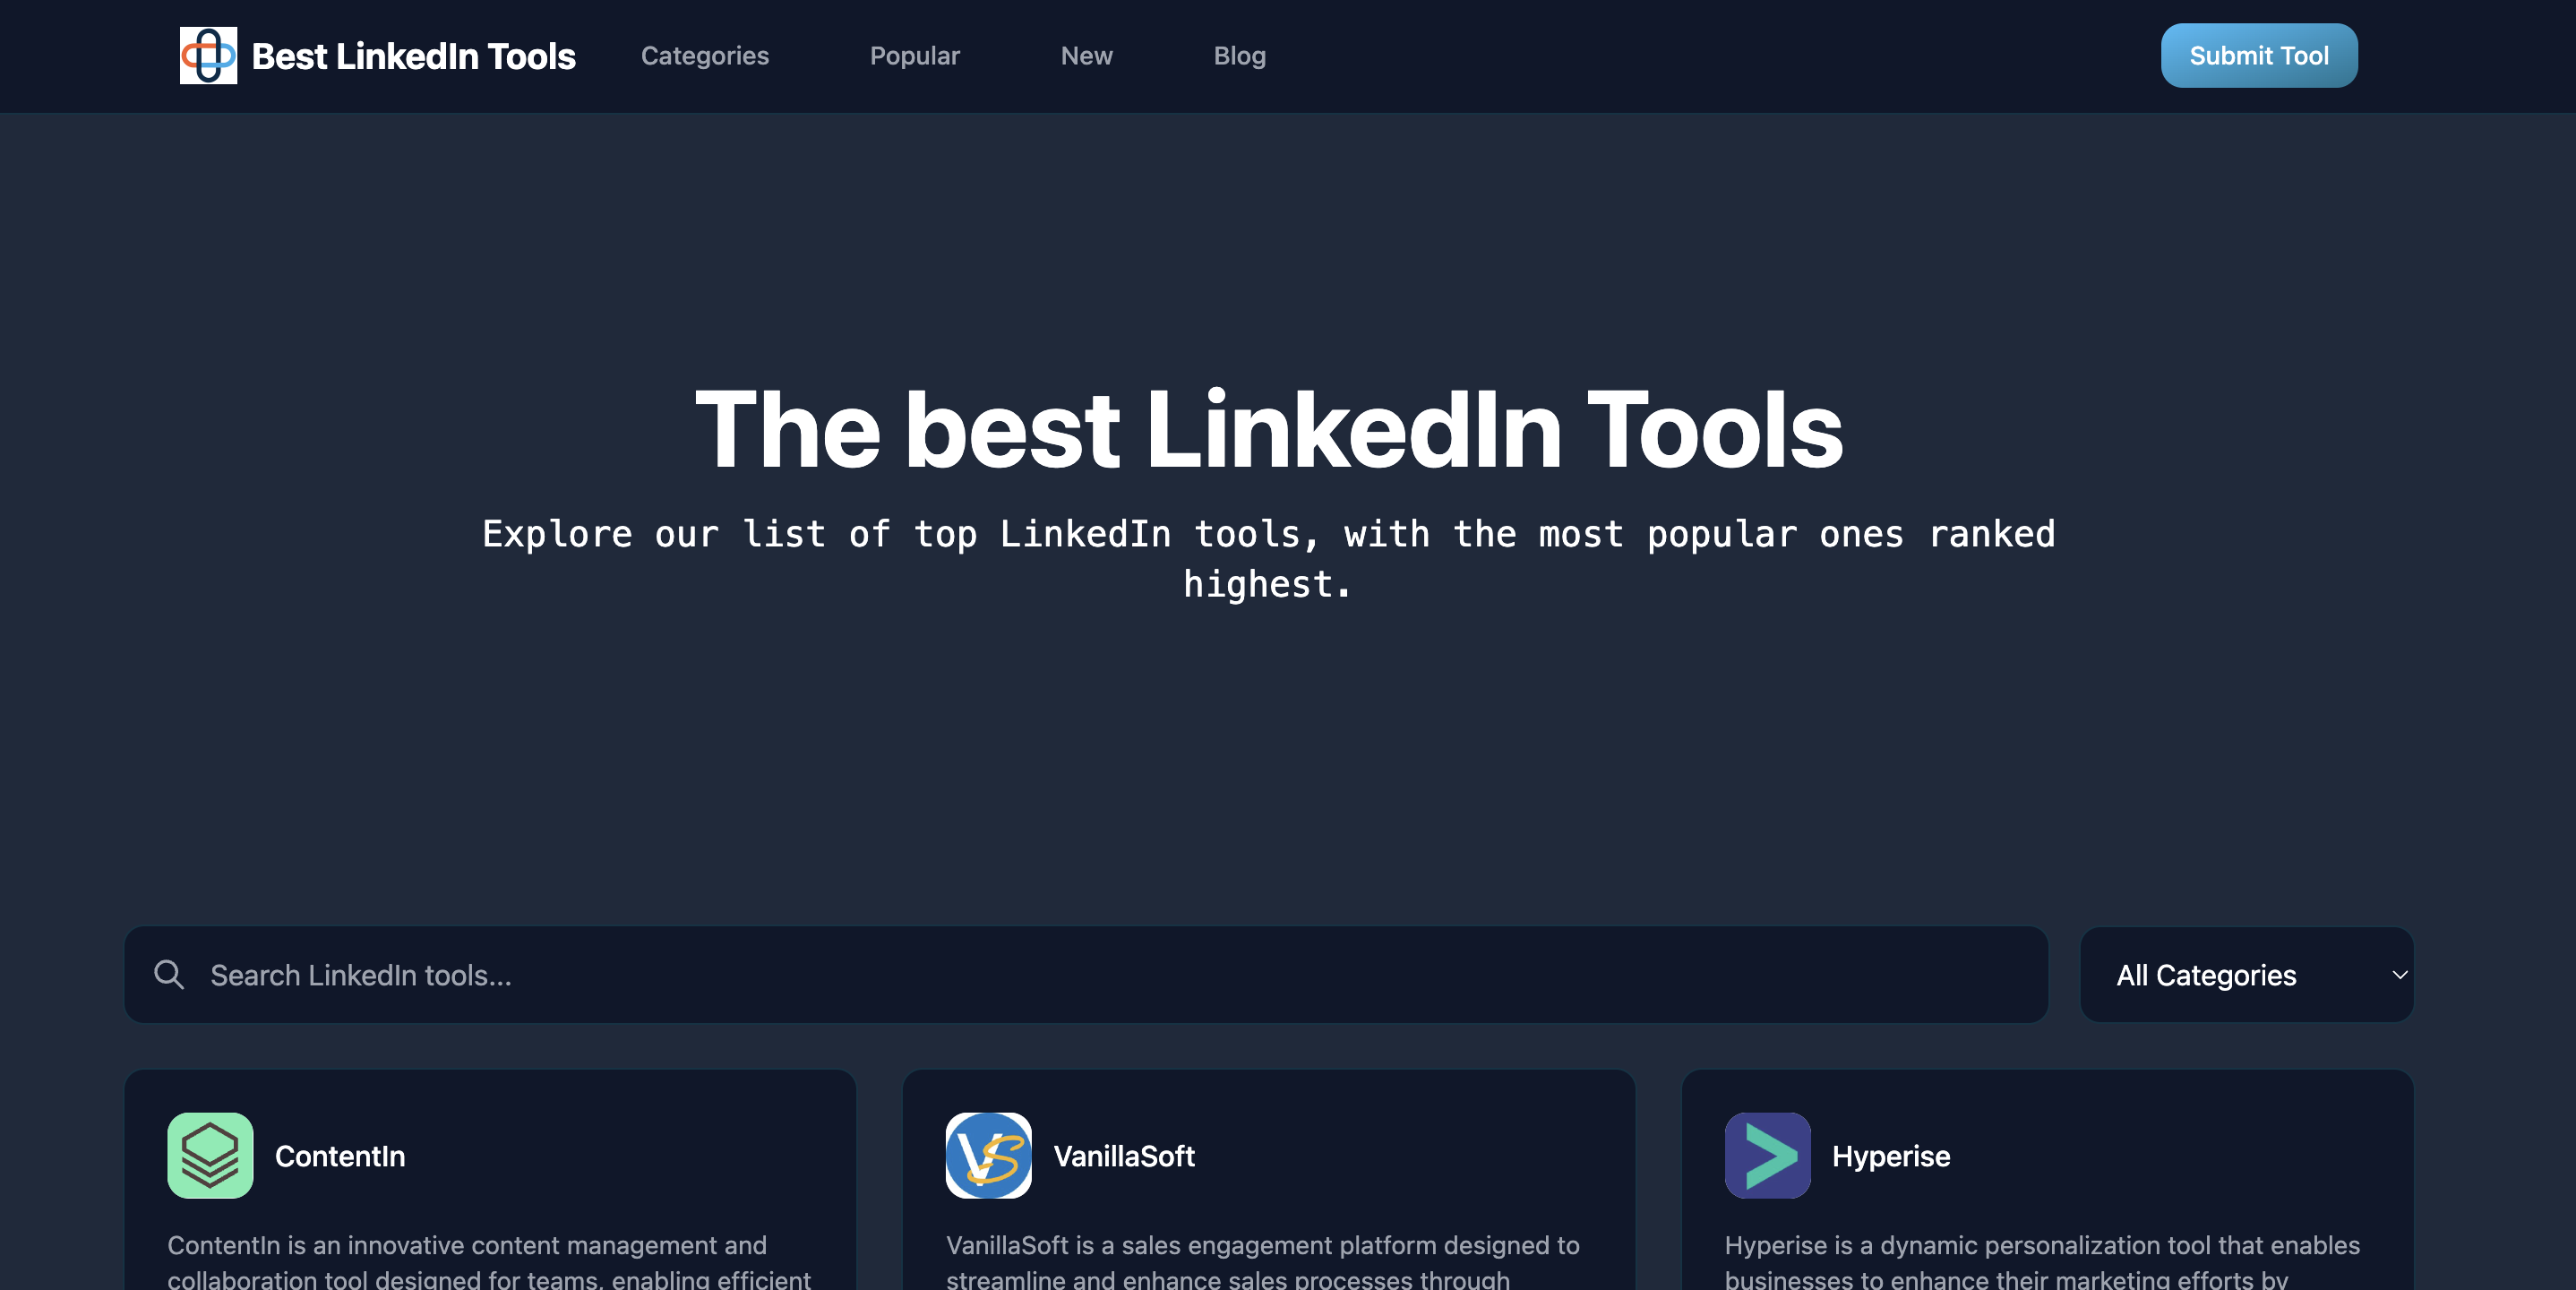 Best LinkedIn Tools
Categories
Popular
New
Blog
Submit Tool
The best LinkedIn Tools
Explore our list of top LinkedIn tools, with the most popular ones ranked
highest.
Search LinkedIn tools...
All Categories
ContentIn
ContentIn is an innovative content management and
collaboration tool designed for teams, enabling efficient
VS
VanillaSoft
VanillaSoft is a sales engagement platform designed to
streamline and enhance sales processes through
Hyperise
Hyperise is a dynamic personalization tool that enables
businesses to enhance their marketing efforts by